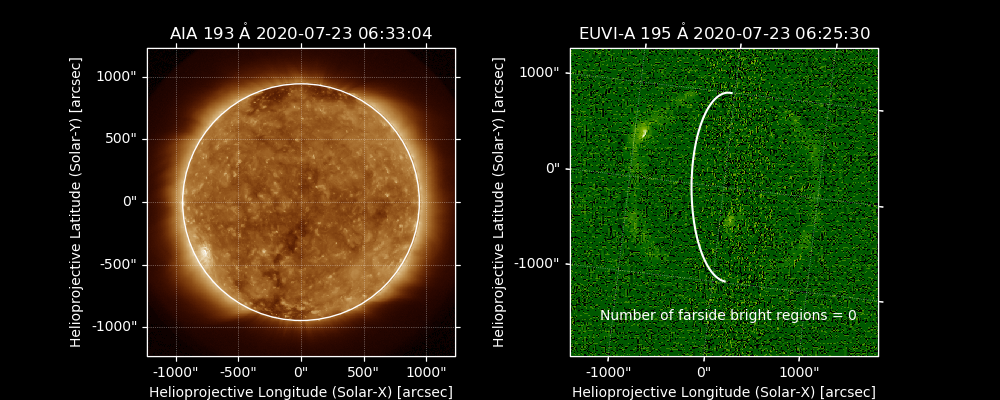 AIA 193 Å 2020-07-23 06:33:04
Helioprojective Latitude (Solar-Y) [arcsec]
1000"
500"
0"
-500"
-1000"
-1000" -500" 0" 500" 1000"
Helioprojective Longitude (Solar-X) [arcsec]
EUVI-A 195 Å 2020-07-23 06:25:30
Helioprojective Latitude (Solar-Y) [arcsec]
1000"
0"
-1000"
Number of farside bright regions = 0
-1000" 0" 1000"
Helioprojective Longitude (Solar-X) [arcsec]